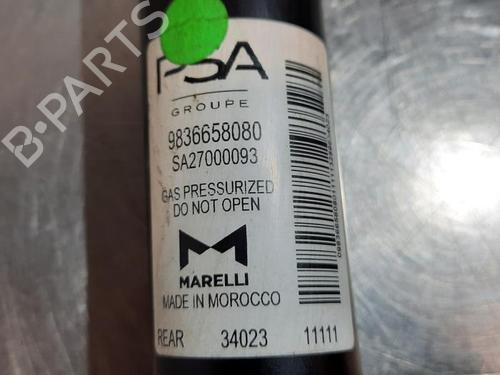 PSA
GROUPE
9836658080
SA27000093
GAS PRESSURIZED
DO NOT OPEN
MARELLI
MADE IN MOROCCO
REAR 34023 11111
B-PARTS